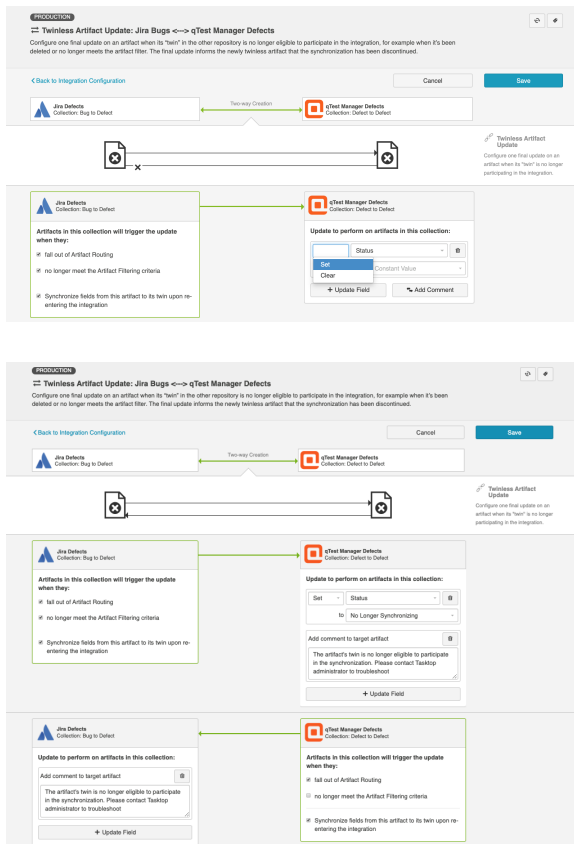 PRODUCTION
Twinless Artifact Update: Jira Bugs <—> qTest Manager Defects
Configure one final update on an artifact when its "twin" in the other repository is no longer eligible to participate in the integration, for example when it's been
deleted or no longer meets the artifact filter. The final update informs the newly twinless artifact that the synchronization has been discontinued.
Back to Integration Configuration
Cancel
Save
Jira Defects
Collection: Bug to Defect
Two-way Creation
qTest Manager Defects
Collection: Defect to Defect
Twinless Artifact
Update
Configure one final update on an
artifact when its "twin" is no longer
participating in the integration.
Jira Defects
Collection: Bug to Defect
qTest Manager Defects
Collection: Defect to Defect
Artifacts in this collection will trigger the update
when they:
fall out of Artifact Routing
no longer meet the Artifact Filtering criteria
Synchronize fields from this artifact to its twin upon re-
entering the integration
Update to perform on artifacts in this collection:
Status
Set
Clear
Constant Value
+ Update Field
Add Comment
PRODUCTION
Twinless Artifact Update: Jira Bugs <—> qTest Manager Defects
Configure one final update on an artifact when its "twin" in the other repository is no longer eligible to participate in the integration, for example when it's been
deleted or no longer meets the artifact filter. The final update informs the newly twinless artifact that the synchronization has been discontinued.
Back to Integration Configuration
Cancel
Save
Jira Defects
Collection: Bug to Defect
Two-way Creation
qTest Manager Defects
Collection: Defect to Defect
Twinless Artifact
Update
Configure one final update on an
artifact when its "twin" is no longer
participating in the integration.
Jira Defects
Collection: Bug to Defect
qTest Manager Defects
Collection: Defect to Defect
Artifacts in this collection will trigger the update
when they:
fall out of Artifact Routing
no longer meet the Artifact Filtering criteria
Synchronize fields from this artifact to its twin upon re-
entering the integration
Update to perform on artifacts in this collection:
Set
Status
to
No Longer Synchronizing
Add comment to target artifact
The artifact's twin is no longer eligible to participate
in the synchronization. Please contact Tasktop
administrator to troubleshoot
+ Update Field
Jira Defects
Collection: Bug to Defect
qTest Manager Defects
Collection: Defect to Defect
Update to perform on artifacts in this collection:
Add comment to target artifact
The artifact's twin is no longer eligible to participate
in the synchronization. Please contact Tasktop
administrator to troubleshoot
+ Update Field
Artifacts in this collection will trigger the update
when they:
fall out of Artifact Routing
no longer meet the Artifact Filtering criteria
Synchronize fields from this artifact to its twin upon re-
entering the integration